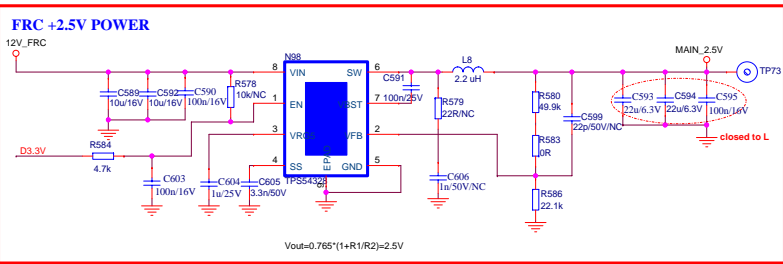 FRC +2.5V POWER
12V_FRC
N98
L8
MAIN_2.5V
8 VIN
SW 6
C591
2.2 uH
TP73
C589
10u/16V
C592
10u/16V
C590
100n/16V
R578
10k/NC
1 EN
VBST 7
100n/25V
R579
22R/NC
R580
49.9k
C599
22p/50V/NC
C593
22u/6.3V
C594
22u/6.3V
C595
100n/16V
D3.3V
R584
4.7k
3
VFB 2
R583
0R
closed to L
4 SS
GND 5
EPAD
9
TPS54328
C603
100n/16V
C604
1u/25V
C605
3.3n/50V
C606
1n/50V/NC
R586
22.1k
Vout=0.765*(1+R1/R2)=2.5V